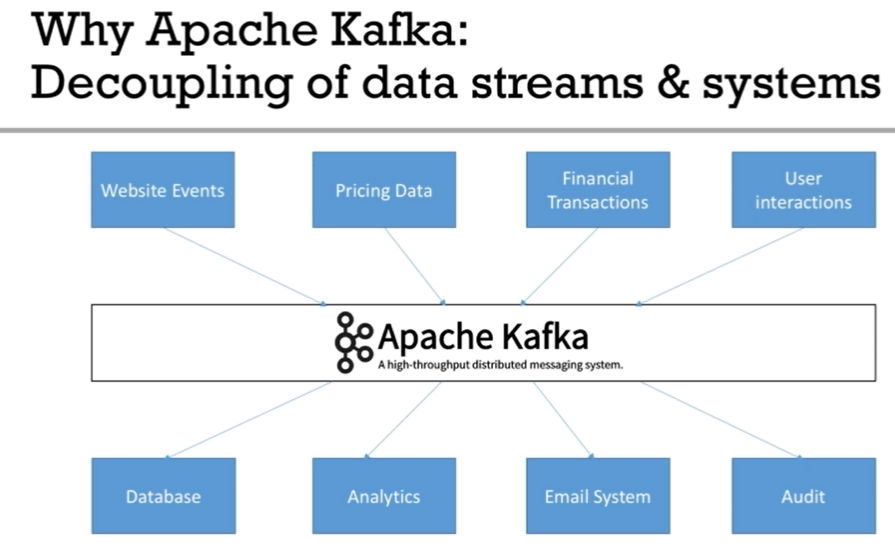 Why Apache Kafka:
Decoupling of data streams & systems
Website Events
Pricing Data
Financial
Transactions
User
interactions
Apache Kafka
A high-throughput distributed messaging system.
Database
Analytics
Email System
Audit